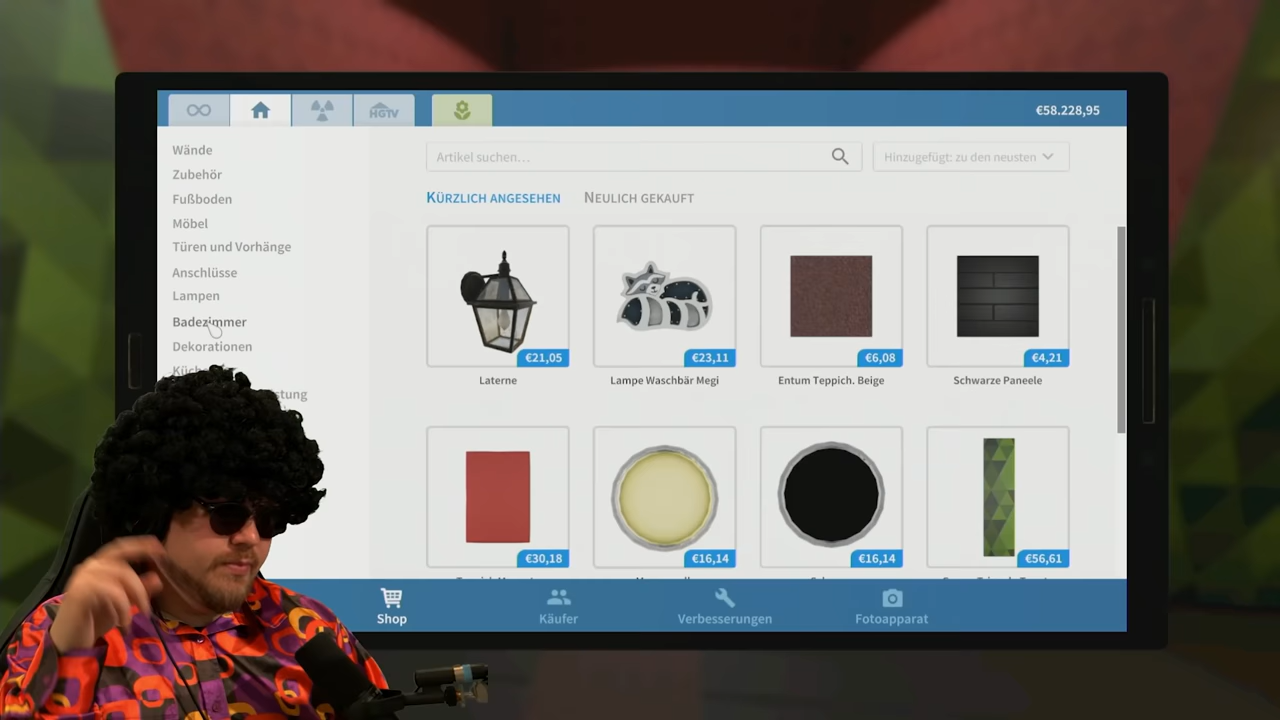 HGTV
€58.228,95
Wände
Zubehör
Fußboden
Möbel
Türen und Vorhänge
Anschlüsse
Lampen
Badezimmer
Dekorationen
Artikel suchen...
Hinzugefügt: zu den neusten
KÜRZLICH ANGESEHEN
NEULICH GEKAUFT
€21,05
€23,11
€6,08
€4,21
Laterne
Lampe Waschbär Megi
Entum Teppich. Beige
Schwarze Paneele
€30,18
€16,14
€16,14
€56,61
Shop
Käufer
Verbesserungen
Fotoapparat